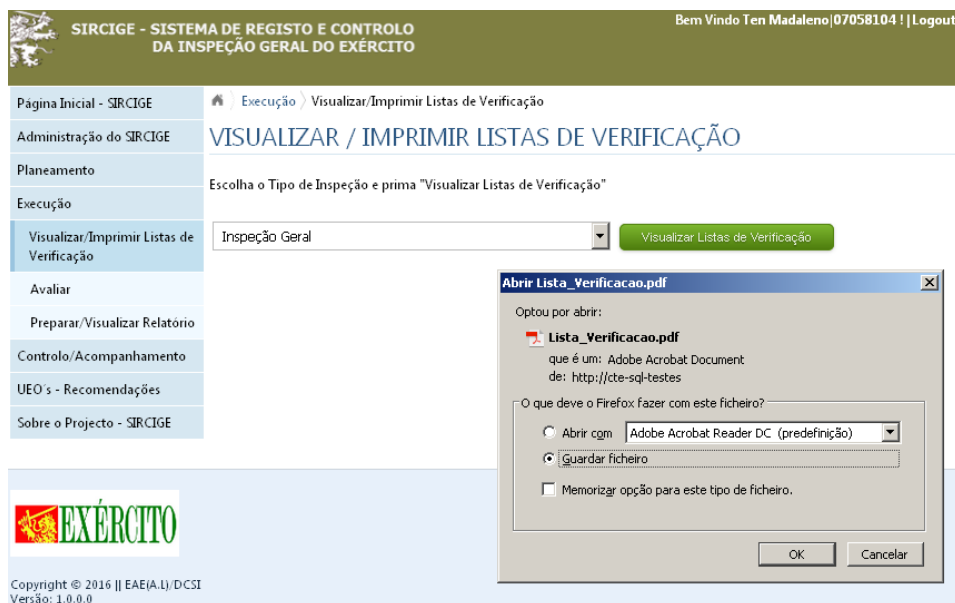 SIRCIGE - SISTEMA DE REGISTO E CONTROLO
DA INSPEÇÃO GERAL DO EXÉRCITO
Bem Vindo Ten Madaleno|07058104 ! | Logout
Página Inicial - SIRCIGE
Administração do SIRCIGE
Planeamento
Execução
Visualizar/Imprimir Listas de
Verificação
Avaliar
Preparar/Visualizar Relatório
Controlo/Acompanhamento
UEO´s - Recomendações
Sobre o Projecto - SIRCIGE
Execução
Visualizar/Imprimir Listas de Verificação
VISUALIZAR / IMPRIMIR LISTAS DE VERIFICAÇÃO
Escolha o Tipo de Inspeção e prima "Visualizar Listas de Verificação"
Inspeção Geral
Visualizar Listas de Verificação
Abrir Lista_Verificacao.pdf
Optou por abrir:
Lista_Verificacao.pdf
que é um: Adobe Acrobat Document
de: http://cte-sql-testes
O que deve o Firefox fazer com este ficheiro?
Abrir com
Adobe Acrobat Reader DC (predefinição)
Guardar ficheiro
Memorizar opção para este tipo de ficheiro.
OK
Cancelar
EXÉRCITO
Copyright © 2016 || EAE(A.L)/DCSI
Versão: 1.0.0.0